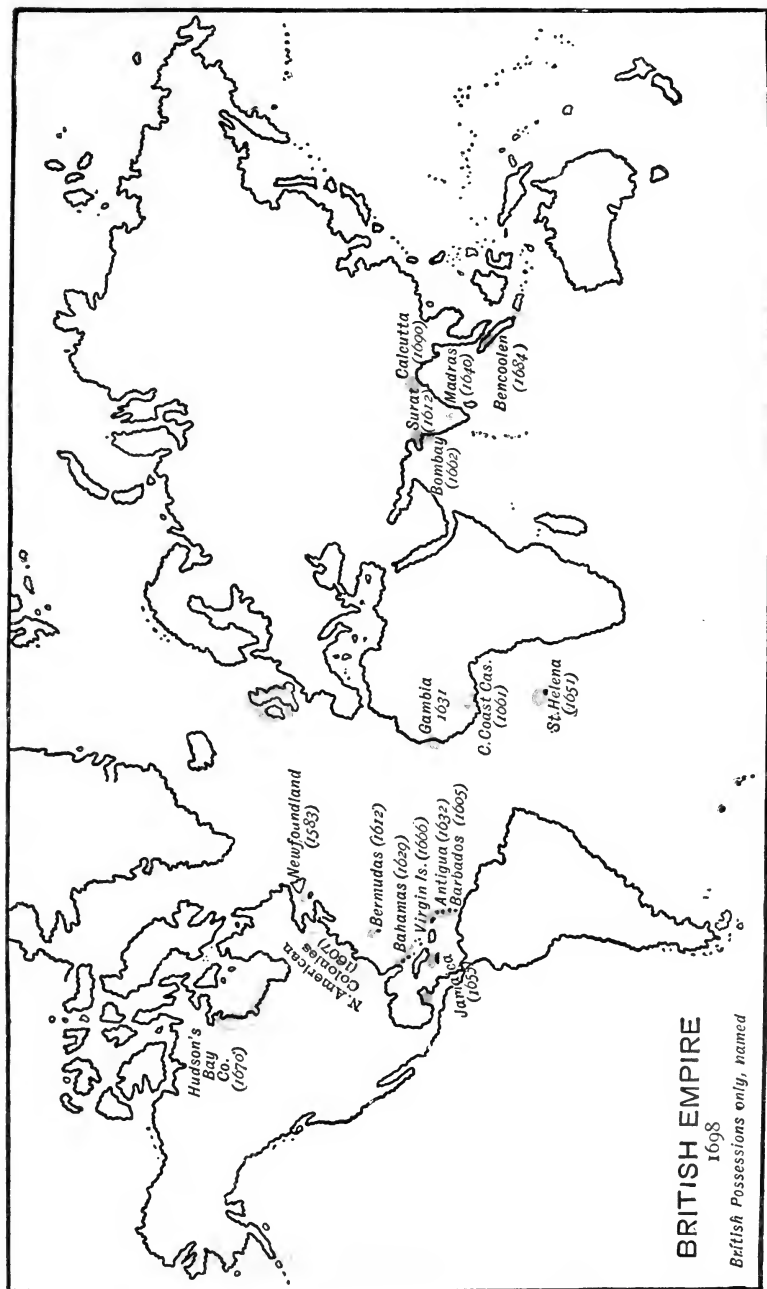 Hudson's
Bay
Co.
(1670)
Newfoundland
(1583)
N. American
Colonies
(1607)
Bermudas (1612)
Bahamas (1629)
Virgin Is. (1666)
Antigua (1632)
Barbados (1605)
Jamaica
(1655)
Gambia
1631
C. Coast Cas.
(1661)
St. Helena
(1651)
Surat
(1612)
Calcutta
(1690)
Bombay
(1662)
Madras
(1640)
Bencoolen
(1684)
BRITISH EMPIRE
1698
British Possessions only, named